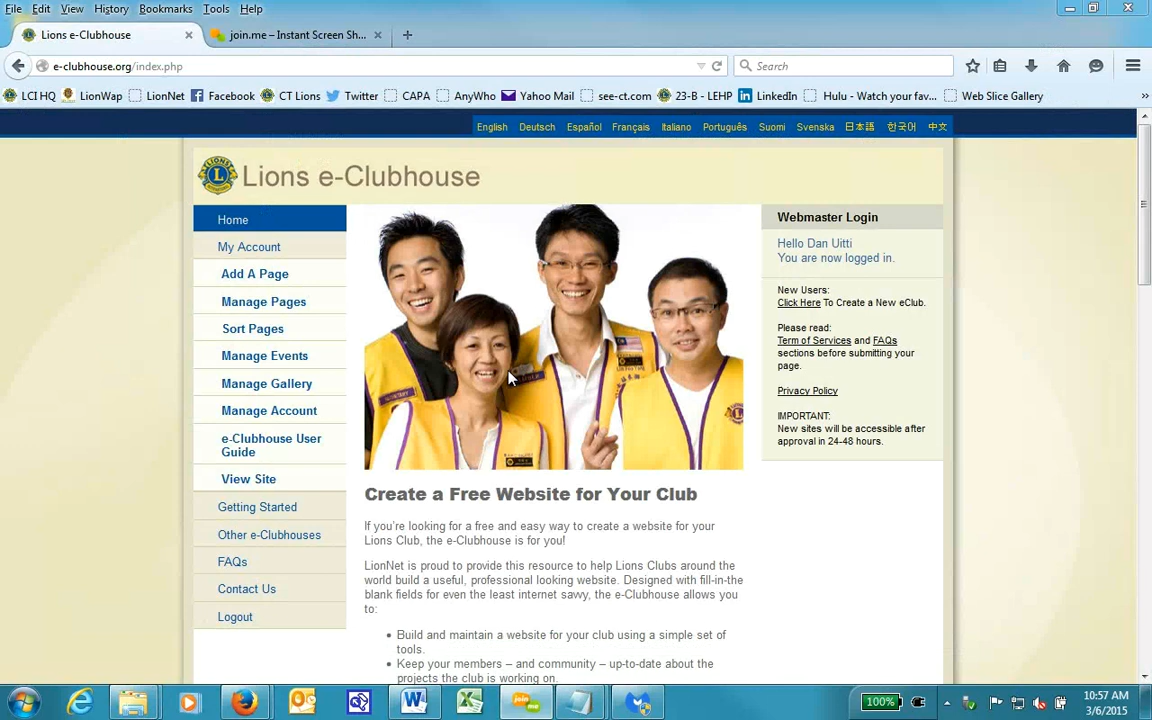 File Edit View History Bookmarks Tools Help
Lions e-Clubhouse
join.me – Instant Screen Sh...
e-clubhouse.org/index.php
Search
LCI HQ LionWap LionNet Facebook CT Lions Twitter CAPA AnyWho Yahoo Mail see-ct.com 23-B - LEHP LinkedIn Hulu - Watch your fav... Web Slice Gallery
English Deutsch Español Français Italiano Português Suomi Svenska 日本語 한국어 中文
Lions e-Clubhouse
Home
My Account
Add A Page
Manage Pages
Sort Pages
Manage Events
Manage Gallery
Manage Account
e-Clubhouse User
Guide
View Site
Getting Started
Other e-Clubhouses
FAQs
Contact Us
Logout
Create a Free Website for Your Club
If you're looking for a free and easy way to create a website for your
Lions Club, the e-Clubhouse is for you!
LionNet is proud to provide this resource to help Lions Clubs around the
world build a useful, professional looking website. Designed with fill-in-the
blank fields for even the least internet savvy, the e-Clubhouse allows you
to:
• Build and maintain a website for your club using a simple set of
tools.
• Keep your members – and community – up-to-date about the
projects the club is working on.
Webmaster Login
Hello Dan Uitti
You are now logged in.
New Users:
Click Here To Create a New eClub.
Please read:
Term of Services and FAQs
sections before submitting your
page.
Privacy Policy
IMPORTANT:
New sites will be accessible after
approval in 24-48 hours.
100%
10:57 AM
3/6/2015